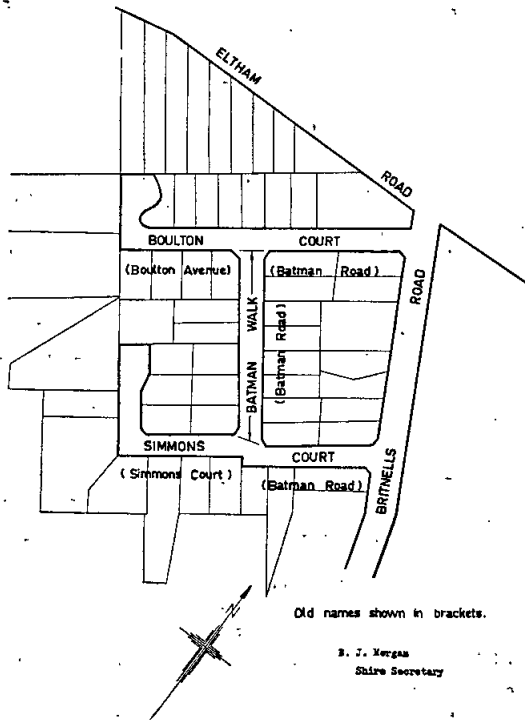 ELTHAM ROAD
BOULTON COURT
(Boulton Avenue)
(Batman Road)
BATMAN WALK
(Batman Road)
ROAD
BRITNELLS
SIMMONS COURT
(Simmons Court)
(Batman Road)
N
Old names shown in brackets.
B. J. Morgan
Shire Secretary